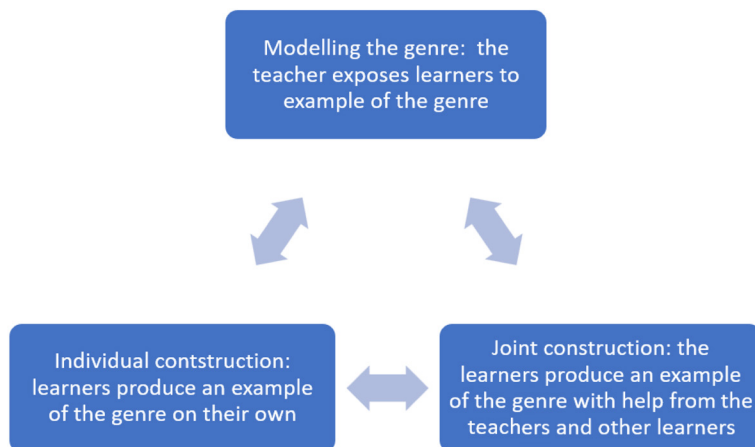 Modelling the genre:  the
teacher exposes learners to
example of the genre
Individual contstruction:
learners produce an example
of the genre on their own
Joint construction: the
learners produce an example
of the genre with help from the
teachers and other learners